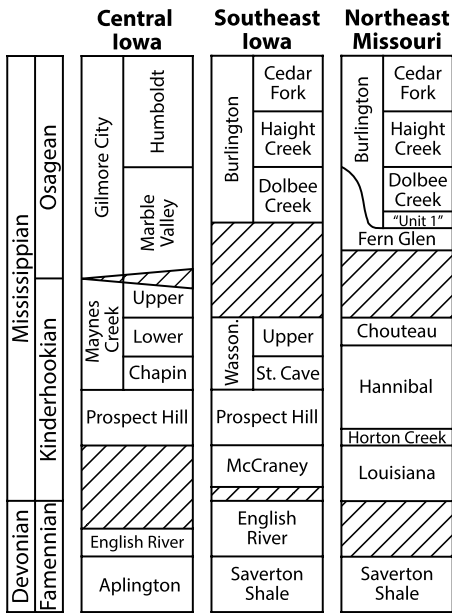 Central
Iowa
Southeast
Iowa
Northeast
Missouri
Mississippian
Devonian
Osagean
Kinderhookian
Famennian
Gilmore City
Humboldt
Marble
Valley
Maynes
Creek
Upper
Lower
Chapin
Prospect Hill
English River
Aplington
Burlington
Cedar
Fork
Haight
Creek
Dolbee
Creek
Wasson.
Upper
St. Cave
Prospect Hill
McCraney
English
River
Saverton
Shale
Burlington
Cedar
Fork
Haight
Creek
Dolbee
Creek
"Unit 1"
Fern Glen
Chouteau
Hannibal
Horton Creek
Louisiana
Saverton
Shale